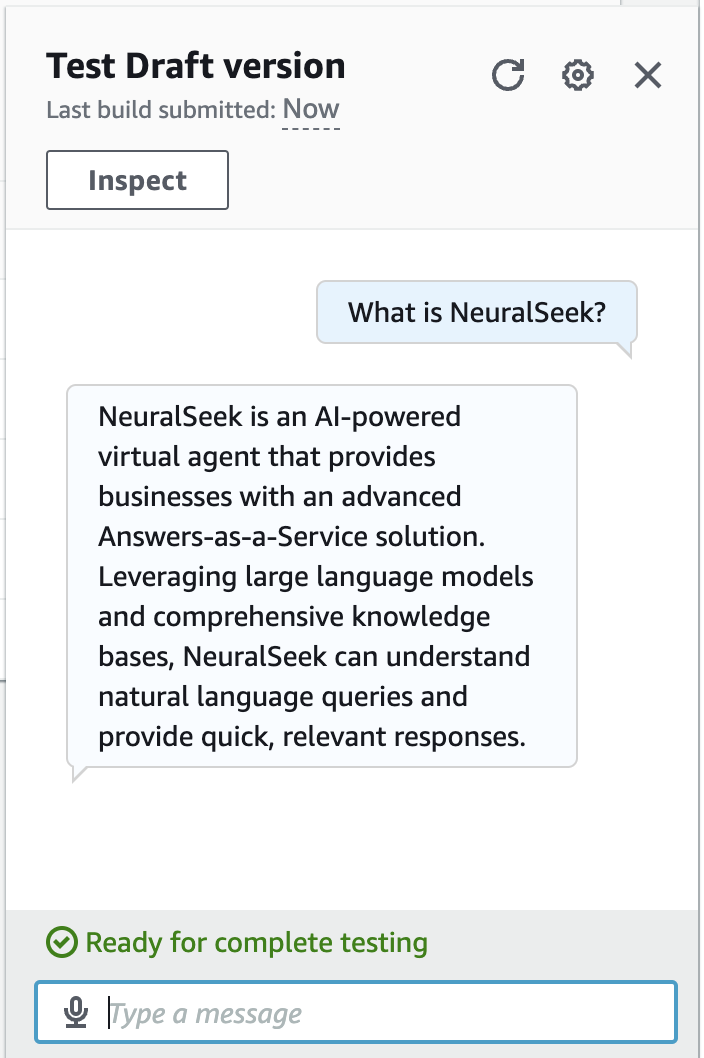 Test Draft version
Last build submitted: Now
Inspect
What is NeuralSeek?
NeuralSeek is an AI-powered
virtual agent that provides
businesses with an advanced
Answers-as-a-Service solution.
Leveraging large language models
and comprehensive knowledge
bases, NeuralSeek can understand
natural language queries and
provide quick, relevant responses.
Ready for complete testing
Type a message